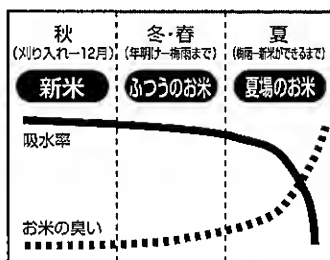 秋
(刈り入れ―12月)
新米
冬・春
(年明け―梅雨まで)
ふつうのお米
夏
(梅雨―新米ができるまで)
夏場のお米
吸水率
お米の臭い